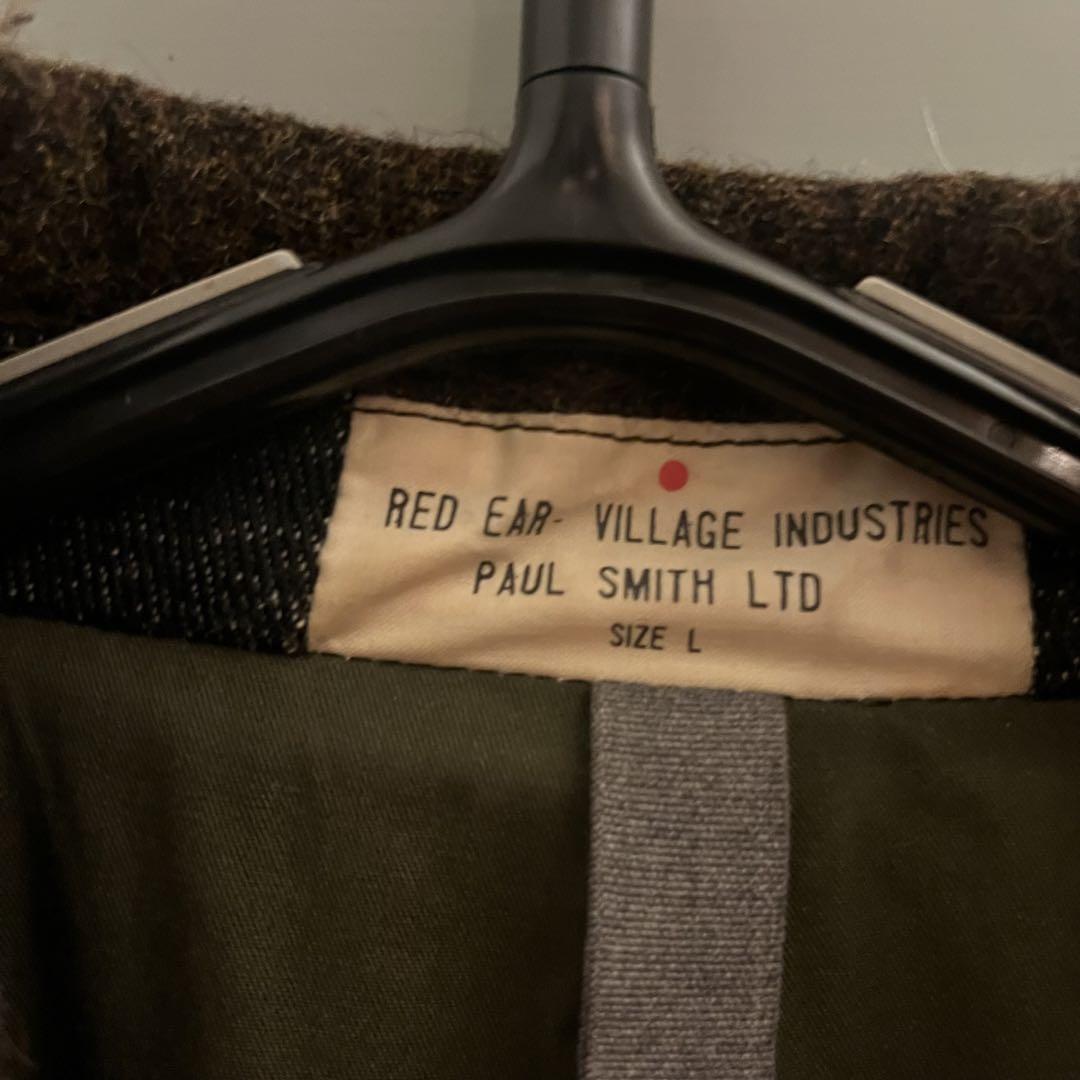 RED EAR- VILLAGE INDUSTRIES
PAUL SMITH LTD
SIZE L